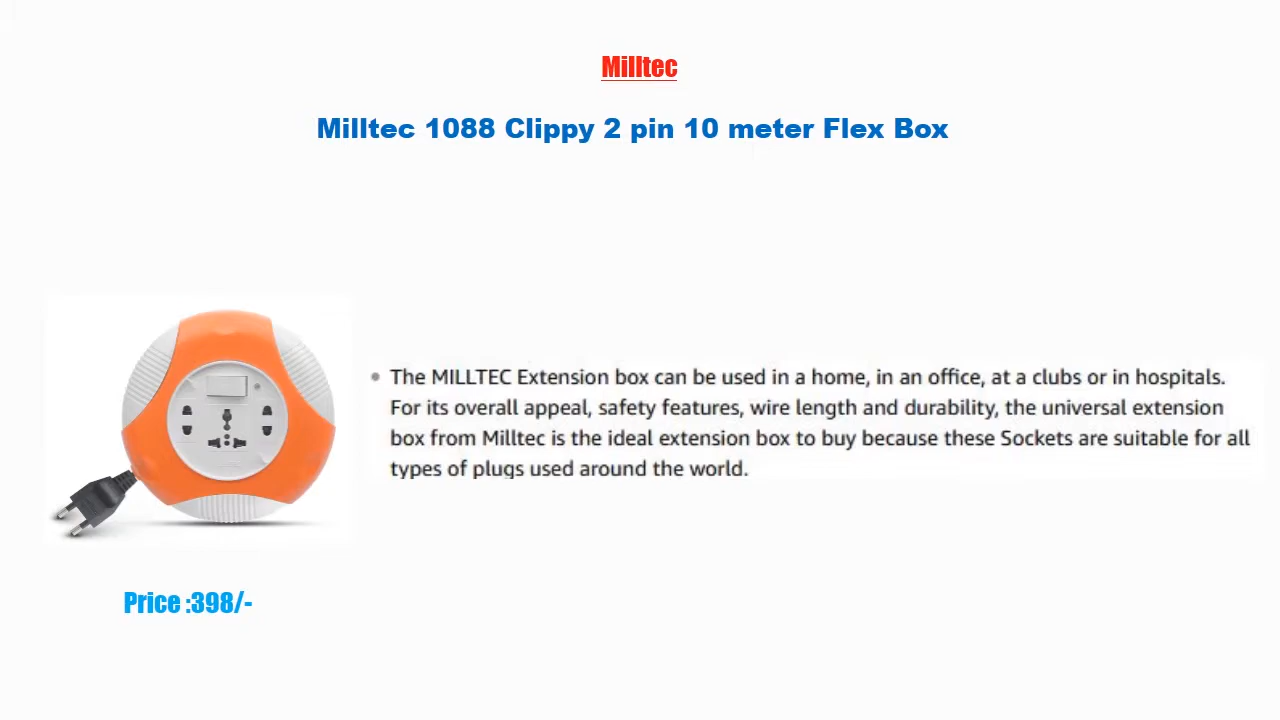 Milltec
Milltec 1088 Clippy 2 pin 10 meter Flex Box
The MILLTEC Extension box can be used in a home, in an office, at a clubs or in hospitals.
For its overall appeal, safety features, wire length and durability, the universal extension
box from Milltec is the ideal extension box to buy because these Sockets are suitable for all
types of plugs used around the world.
Price :398/-